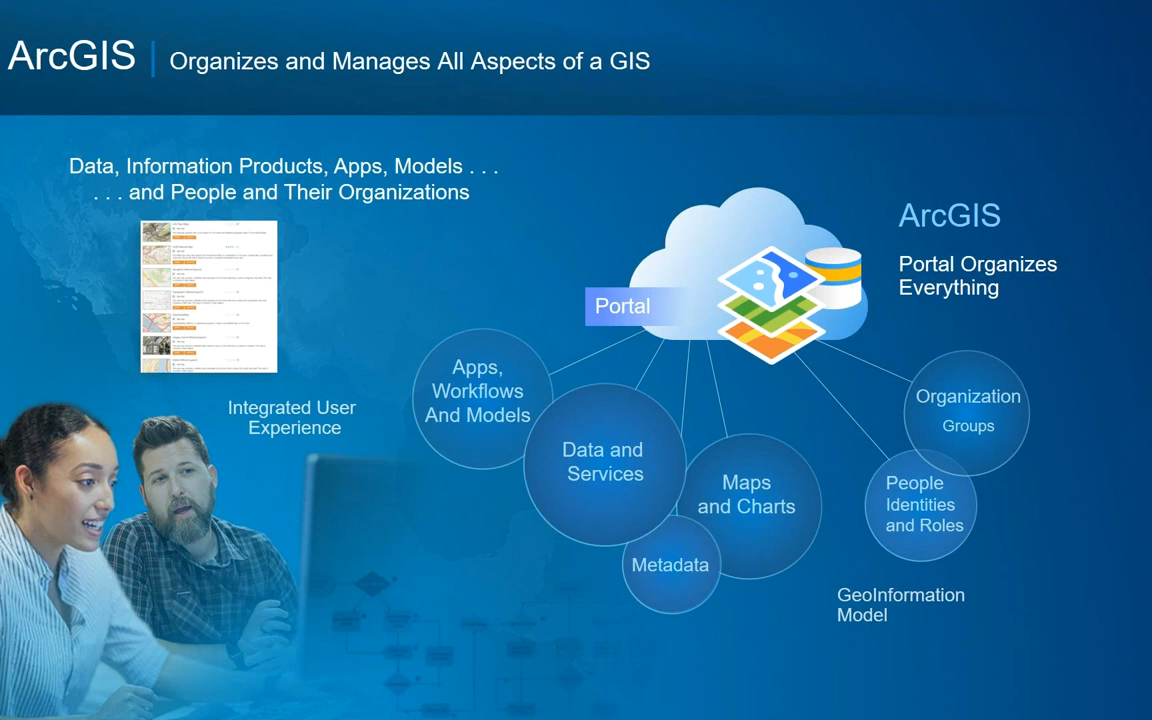 ArcGIS | Organizes and Manages All Aspects of a GIS
Data, Information Products, Apps, Models . . .
. . . and People and Their Organizations
ArcGIS
Portal Organizes
Everything
Portal
Apps,
Workflows
And Models
Integrated User
Experience
Data and
Services
Maps
and Charts
Metadata
Organization
Groups
People
Identities
and Roles
GeoInformation
Model